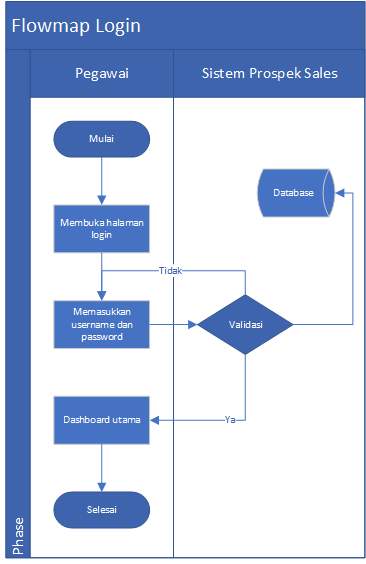 Flowmap Login
Pegawai
Sistem Prospek Sales
Mulai
Database
Membuka halaman
login
Tidak
Memasukkan
username dan
password
Validasi
Dashboard utama
Ya
Selesai
Phase